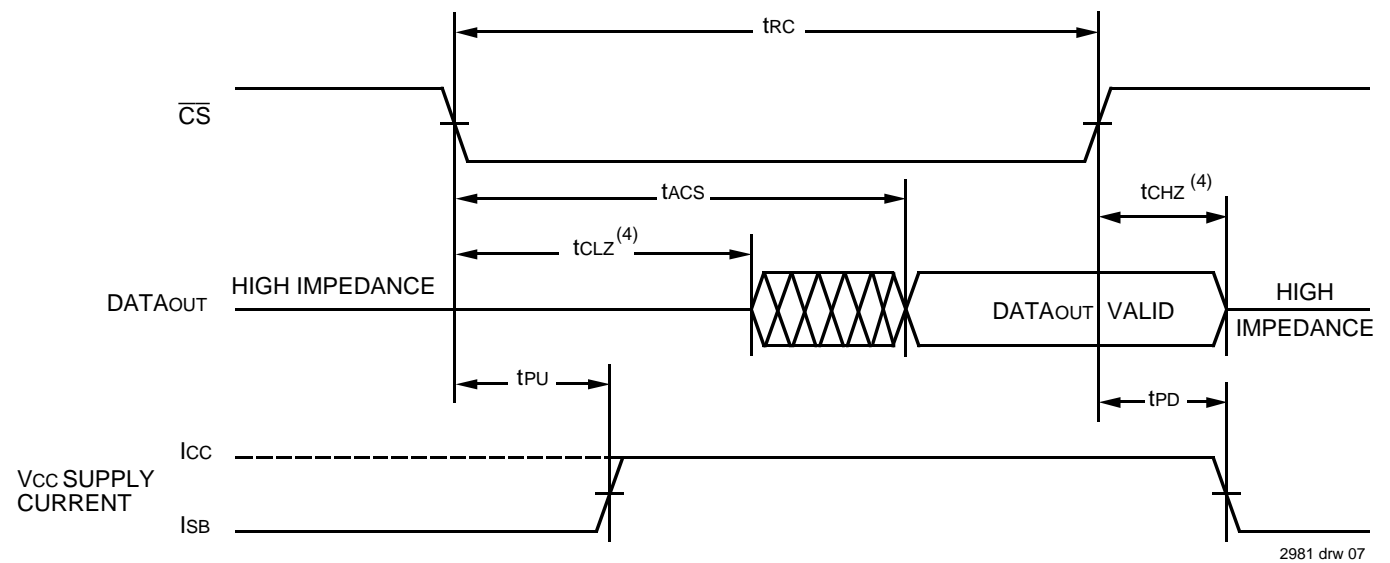 tRC
CS
tACS
tCHZ (4)
tCLZ (4)
DATAOUT
HIGH IMPEDANCE
DATAOUT VALID
HIGH
IMPEDANCE
tPU
tPD
ICC
VCC SUPPLY
CURRENT
ISB
2981 drw 07